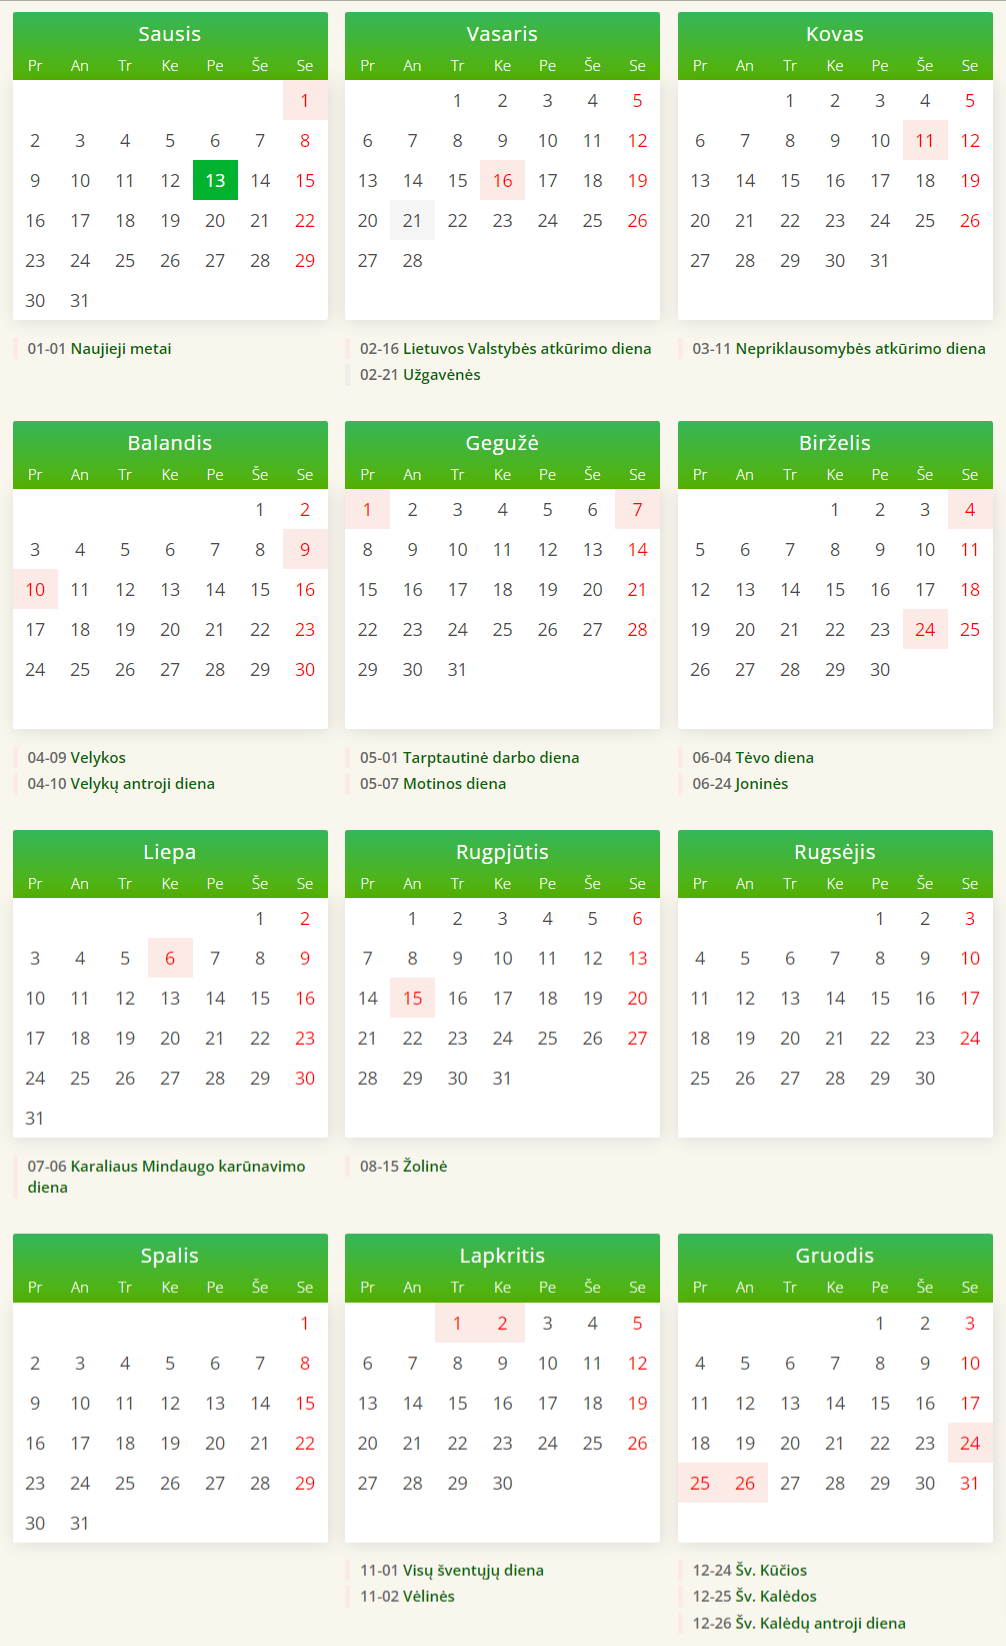 Sausis
Pr An Tr Ke Pe Še Se
1
2 3 4 5 6 7 8
9 10 11 12 13 14 15
16 17 18 19 20 21 22
23 24 25 26 27 28 29
30 31
01-01 Naujieji metai
Vasaris
Pr An Tr Ke Pe Še Se
1 2 3 4 5
6 7 8 9 10 11 12
13 14 15 16 17 18 19
20 21 22 23 24 25 26
27 28
02-16 Lietuvos Valstybės atkūrimo diena
02-21 Užgavėnės
Kovas
Pr An Tr Ke Pe Še Se
1 2 3 4 5
6 7 8 9 10 11 12
13 14 15 16 17 18 19
20 21 22 23 24 25 26
27 28 29 30 31
03-11 Nepriklausomybės atkūrimo diena
Balandis
Pr An Tr Ke Pe Še Se
1 2
3 4 5 6 7 8 9
10 11 12 13 14 15 16
17 18 19 20 21 22 23
24 25 26 27 28 29 30
04-09 Velykos
04-10 Velykų antroji diena
Gegužė
Pr An Tr Ke Pe Še Se
1 2 3 4 5 6 7
8 9 10 11 12 13 14
15 16 17 18 19 20 21
22 23 24 25 26 27 28
29 30 31
05-01 Tarptautinė darbo diena
05-07 Motinos diena
Birželis
Pr An Tr Ke Pe Še Se
1 2 3 4
5 6 7 8 9 10 11
12 13 14 15 16 17 18
19 20 21 22 23 24 25
26 27 28 29 30
06-04 Tėvo diena
06-24 Joninės
Liepa
Pr An Tr Ke Pe Še Se
1 2
3 4 5 6 7 8 9
10 11 12 13 14 15 16
17 18 19 20 21 22 23
24 25 26 27 28 29 30
31
07-06 Karaliaus Mindaugo karūnavimo
diena
Rugpjūtis
Pr An Tr Ke Pe Še Se
1 2 3 4 5 6
7 8 9 10 11 12 13
14 15 16 17 18 19 20
21 22 23 24 25 26 27
28 29 30 31
08-15 Žolinė
Rugsėjis
Pr An Tr Ke Pe Še Se
1 2 3
4 5 6 7 8 9 10
11 12 13 14 15 16 17
18 19 20 21 22 23 24
25 26 27 28 29 30
Spalis
Pr An Tr Ke Pe Še Se
1
2 3 4 5 6 7 8
9 10 11 12 13 14 15
16 17 18 19 20 21 22
23 24 25 26 27 28 29
30 31
Lapkritis
Pr An Tr Ke Pe Še Se
1 2 3 4 5
6 7 8 9 10 11 12
13 14 15 16 17 18 19
20 21 22 23 24 25 26
27 28 29 30
11-01 Visų šventųjų diena
11-02 Vėlinės
Gruodis
Pr An Tr Ke Pe Še Se
1 2 3
4 5 6 7 8 9 10
11 12 13 14 15 16 17
18 19 20 21 22 23 24
25 26 27 28 29 30 31
12-24 Šv. Kūčios
12-25 Šv. Kalėdos
12-26 Šv. Kalėdų antroji diena